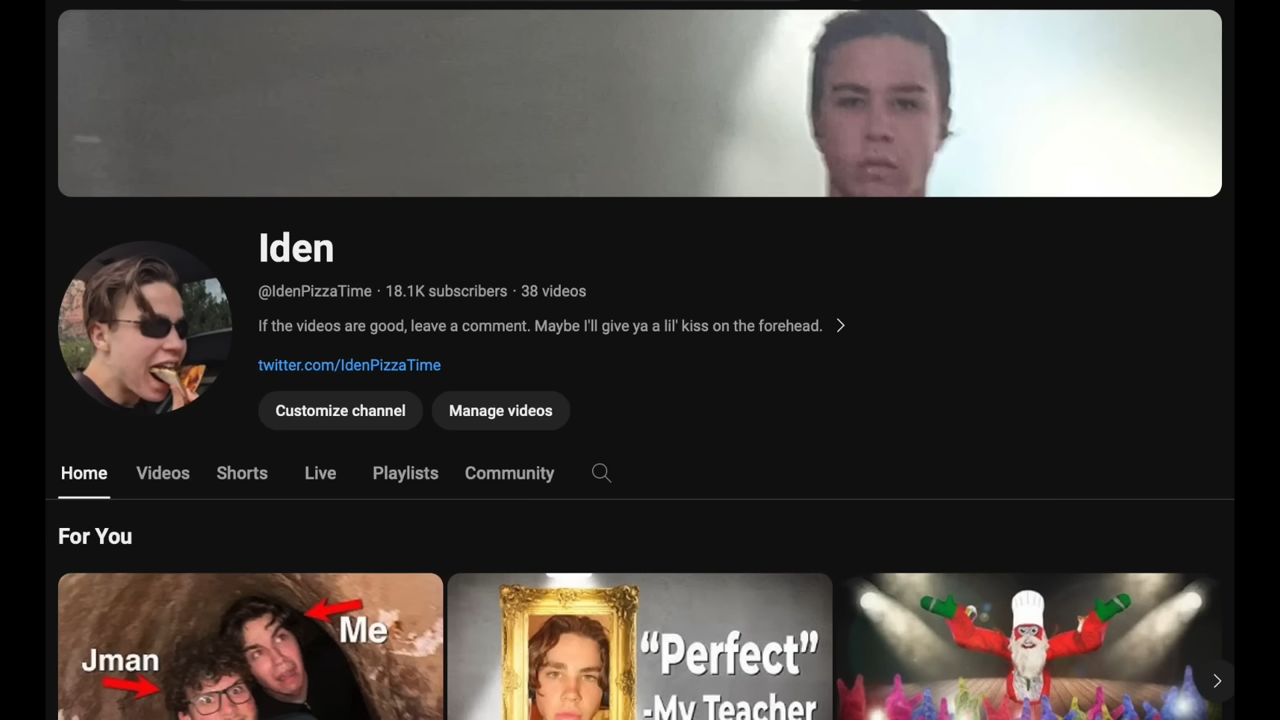 Iden
@IdenPizzaTime · 18.1K subscribers · 38 videos
If the videos are good, leave a comment. Maybe I'll give ya a lil' kiss on the forehead.
twitter.com/IdenPizzaTime
Customize channel Manage videos
Home Videos Shorts Live Playlists Community
For You
Me
Jman
“Perfect”
-My Teacher